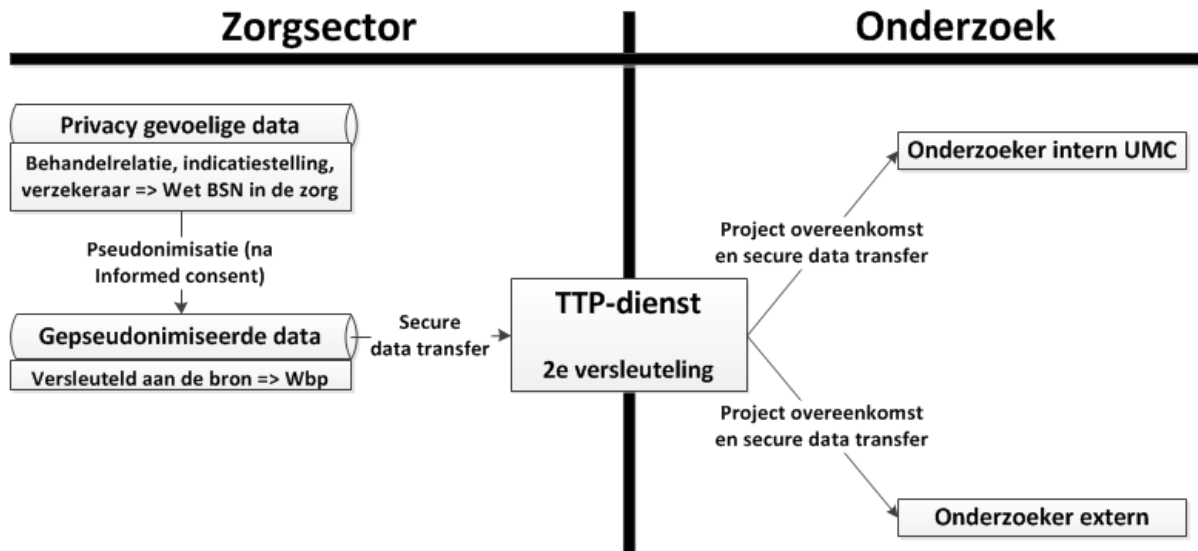 Zorgsector
Onderzoek
Privacy gevoelige data
Behandelrelatie, indicatiestelling,
verzekeraar => Wet BSN in de zorg
Pseudonimisatie (na
Informed consent)
Gepseudonimiseerde data
Versleuteld aan de bron => Wbp
Secure
data transfer
TTP-dienst
2e versleuteling
Project overeenkomst
en secure data transfer
Onderzoeker intern UMC
Project overeenkomst
en secure data transfer
Onderzoeker extern